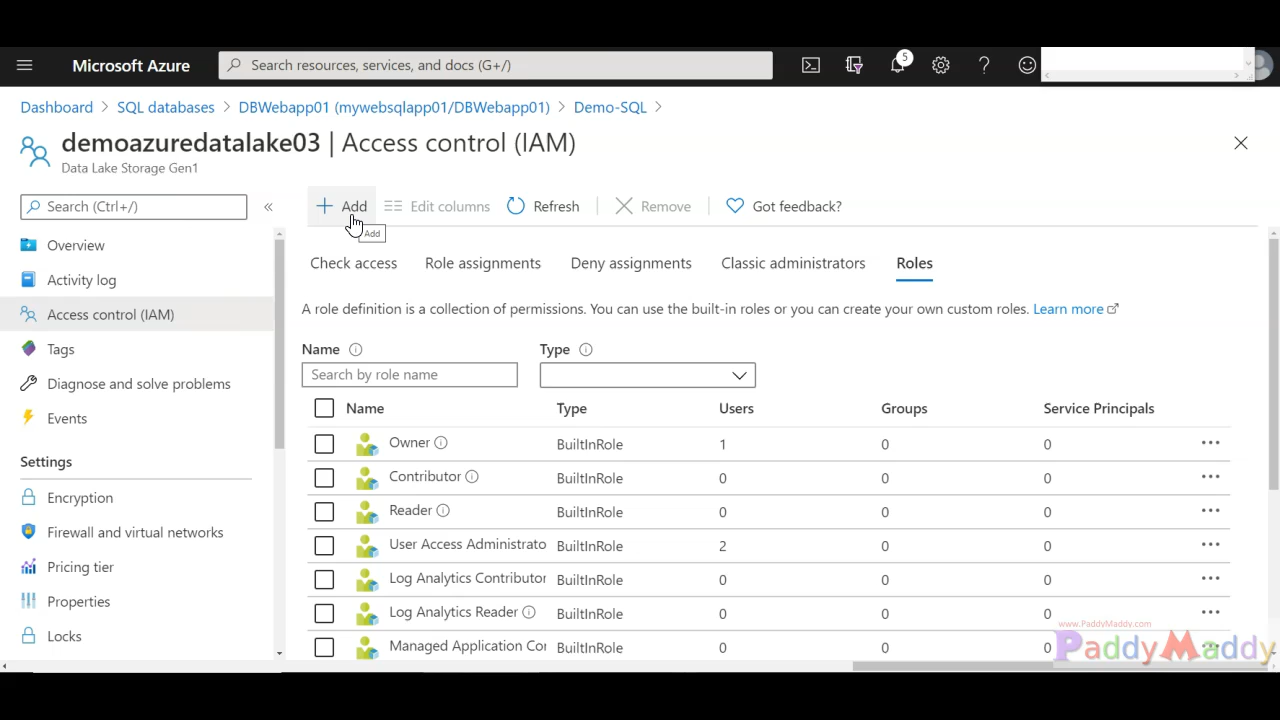 Microsoft Azure
Search resources, services, and docs (G+/)
5
Dashboard > SQL databases > DBWebapp01 (mywebsqlapp01/DBWebapp01) > Demo-SQL >
demoazuredatalake03 | Access control (IAM)
Data Lake Storage Gen1
Search (Ctrl+/)
Overview
Activity log
Access control (IAM)
Tags
Diagnose and solve problems
Events
Settings
Encryption
Firewall and virtual networks
Pricing tier
Properties
Locks
Add Edit columns Refresh Remove Got feedback?
Add
Check access Role assignments Deny assignments Classic administrators Roles
A role definition is a collection of permissions. You can use the built-in roles or you can create your own custom roles. Learn more
Name Type
Search by role name
Name Type Users Groups Service Principals
Owner BuiltInRole 1 0 0
Contributor BuiltInRole 0 0 0
Reader BuiltInRole 0 0 0
User Access Administrato BuiltInRole 2 0 0
Log Analytics Contributor BuiltInRole 0 0 0
Log Analytics Reader BuiltInRole 0 0 0
Managed Application Cor BuiltInRole 0 0 0
www.PaddyMaddy.com
PaddyMaddy